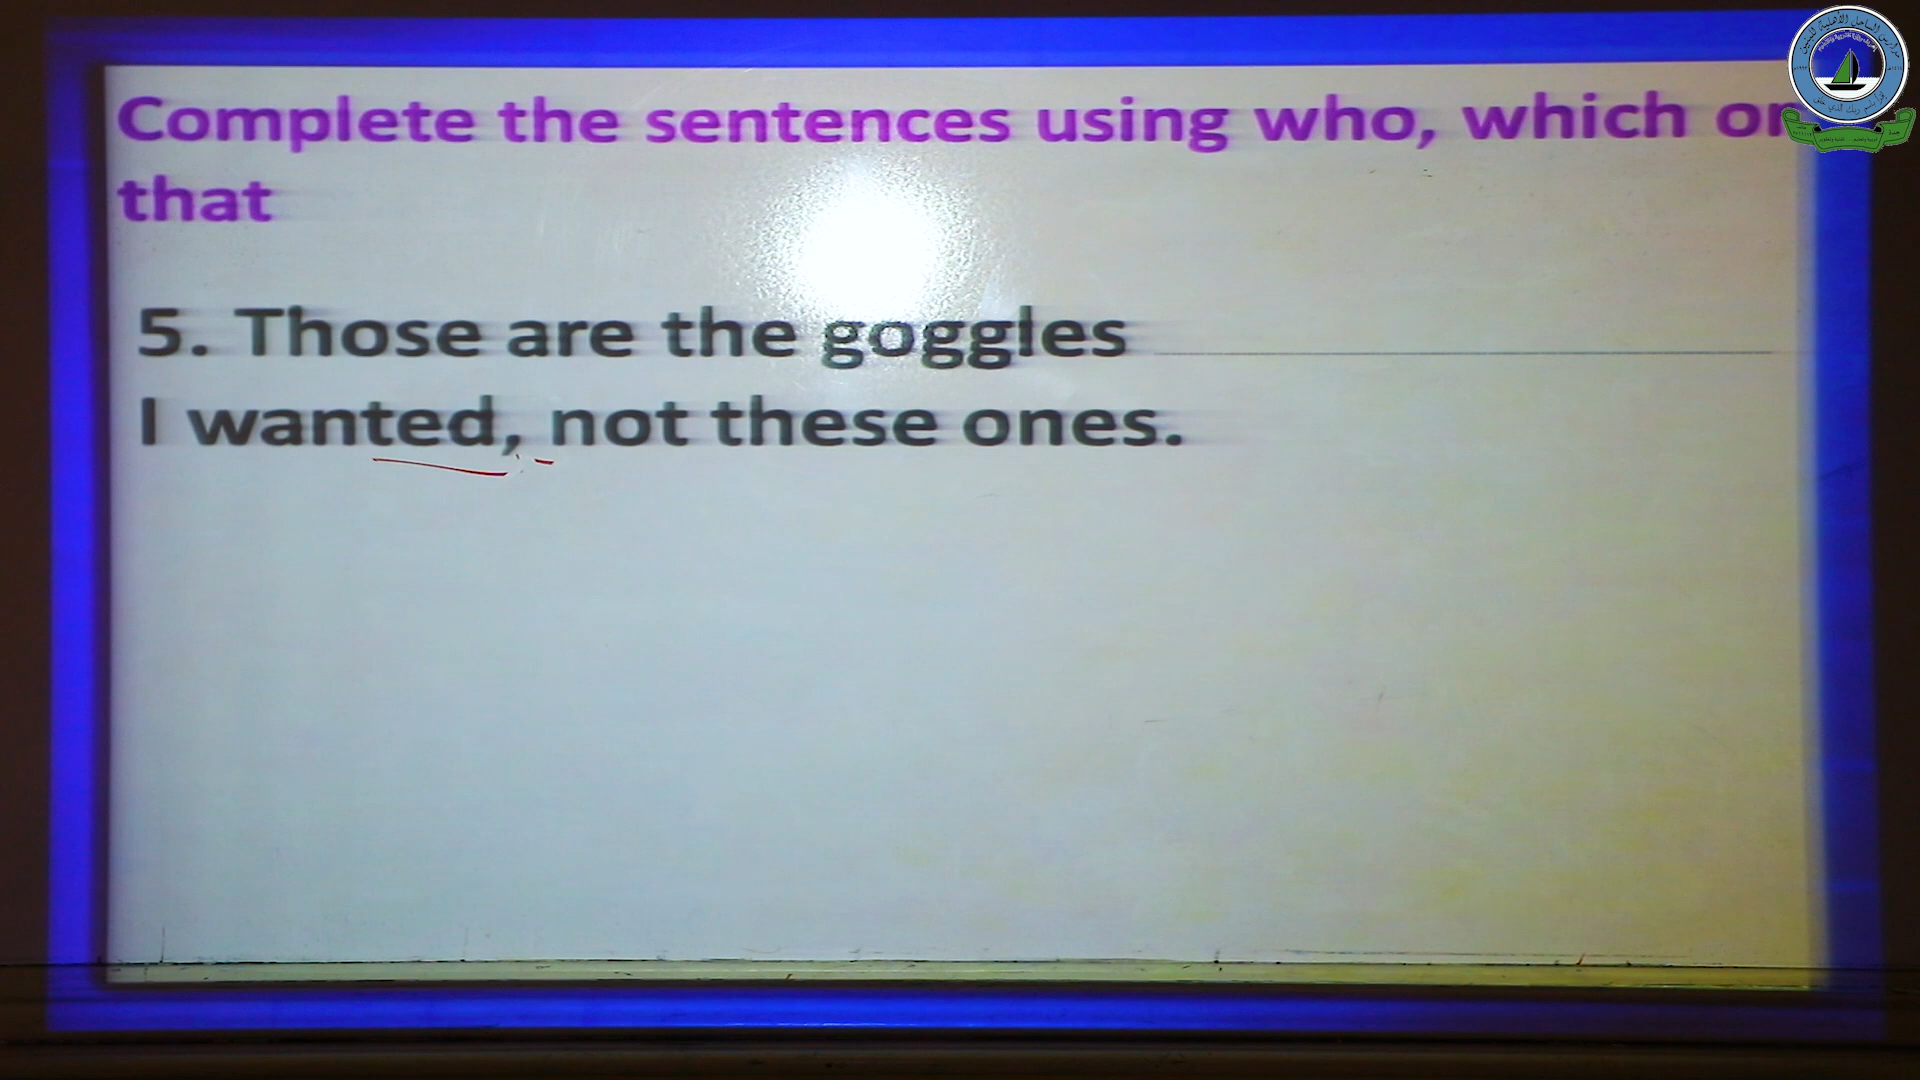 Complete the sentences using who, which or
that
5. Those are the goggles
I wanted, not these ones.